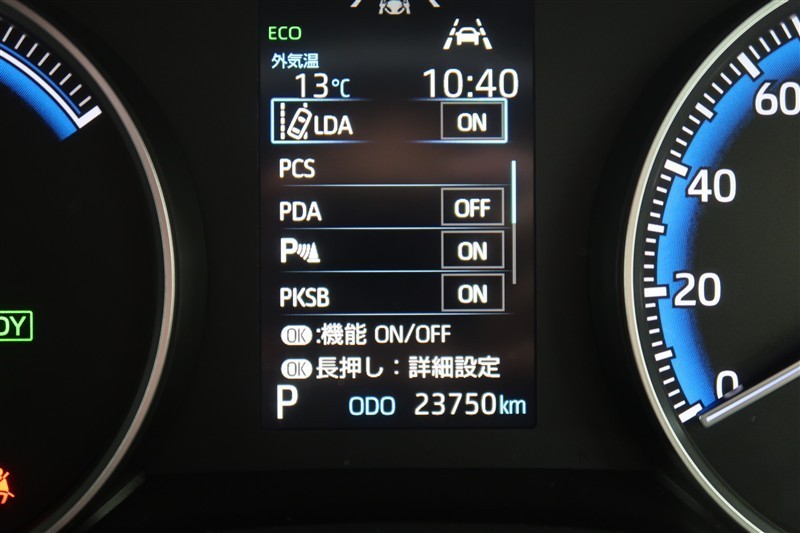 ECO
外気温
13℃ 10:40
LDA ON
PCS
PDA OFF
P ON
PKSB ON
OK:機能 ON/OFF
OK長押し:詳細設定
P ODO 23750km
60
40
20
0